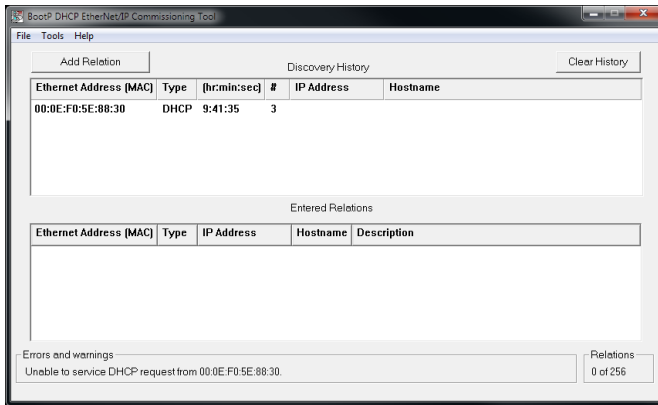 BootP DHCP EtherNet/IP Commissioning Tool
File Tools Help
Add Relation Discovery History Clear History
Ethernet Address (MAC) Type (hr:min:sec) # IP Address Hostname
00:0E:F0:5E:88:30 DHCP 9:41:35 3
Entered Relations
Ethernet Address (MAC) Type IP Address Hostname Description
Errors and warnings Relations
Unable to service DHCP request from 00:0E:F0:5E:88:30. 0 of 256